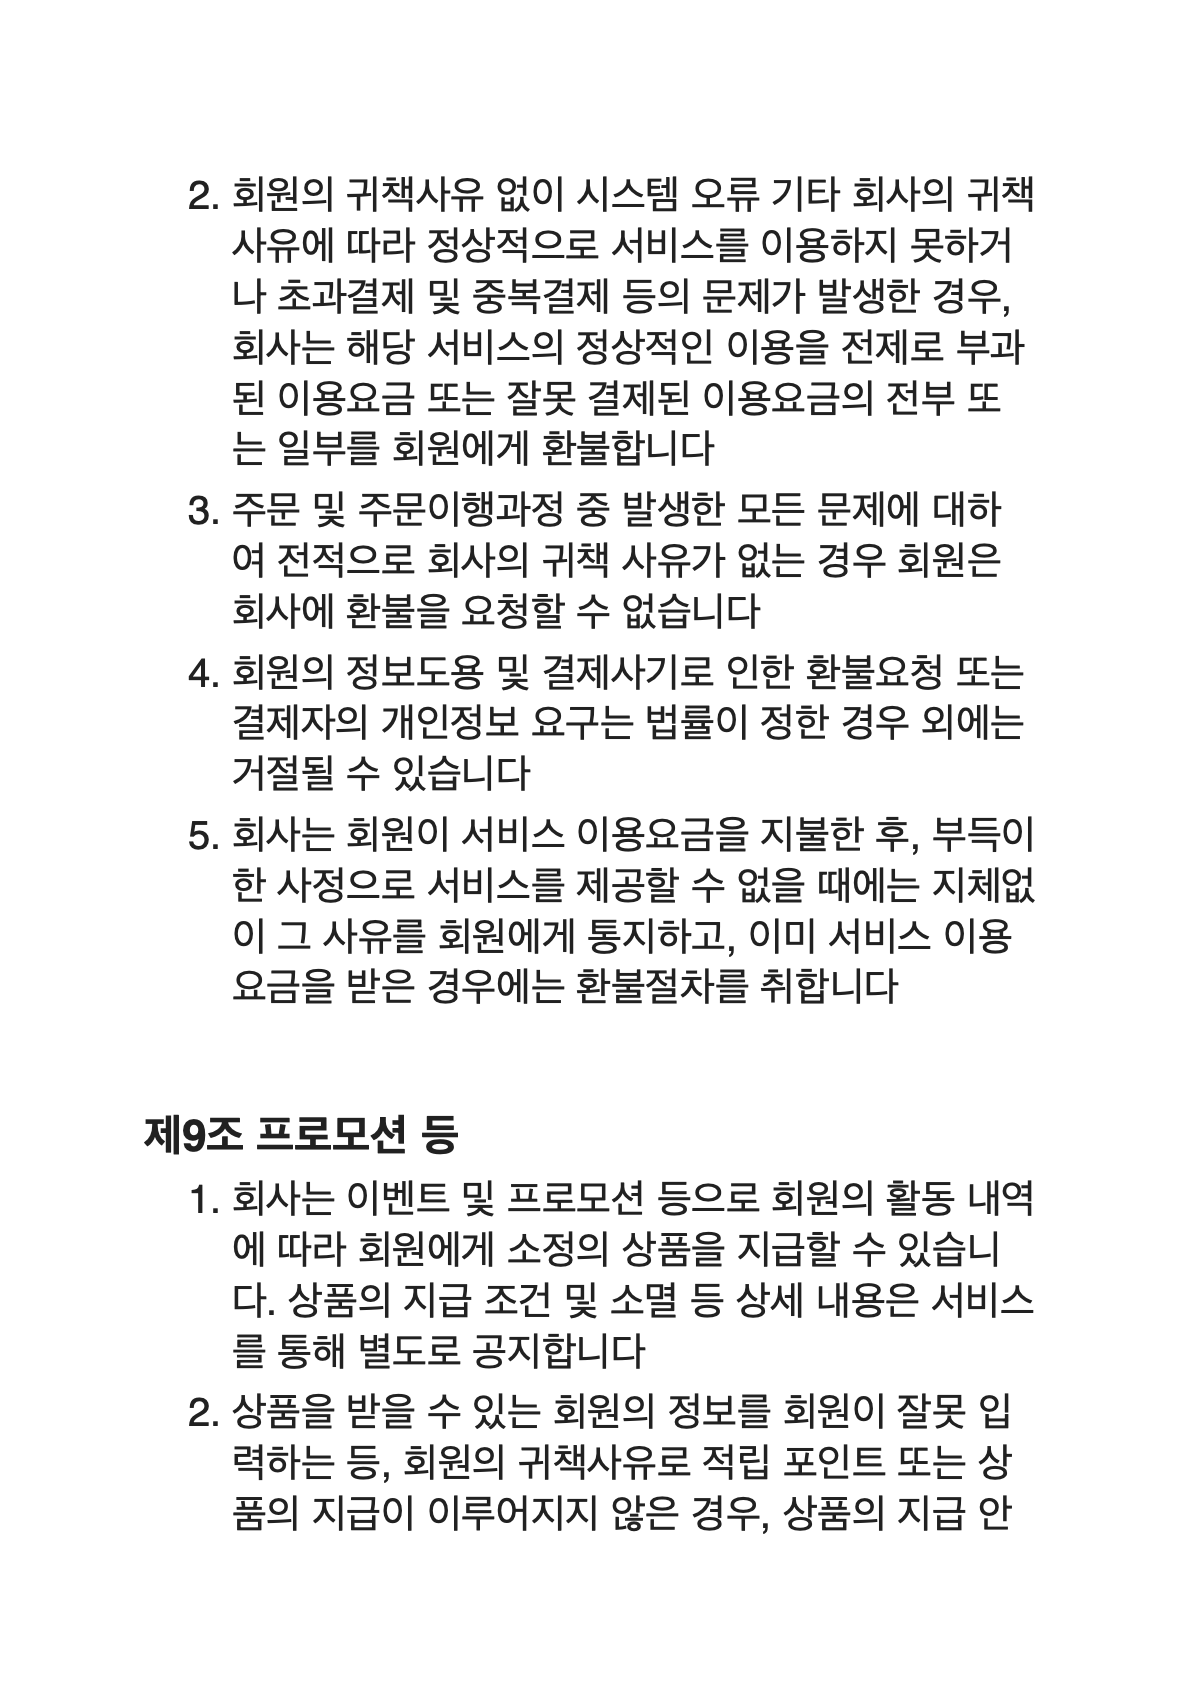 2. 회원의 귀책사유 없이 시스템 오류 기타 회사의 귀책
사유에 따라 정상적으로 서비스를 이용하지 못하거
나 초과결제 및 중복결제 등의 문제가 발생한 경우,
회사는 해당 서비스의 정상적인 이용을 전제로 부과
된 이용요금 또는 잘못 결제된 이용요금의 전부 또
는 일부를 회원에게 환불합니다
3. 주문 및 주문이행과정 중 발생한 모든 문제에 대하
여 전적으로 회사의 귀책 사유가 없는 경우 회원은
회사에 환불을 요청할 수 없습니다
4. 회원의 정보도용 및 결제사기로 인한 환불요청 또는
결제자의 개인정보 요구는 법률이 정한 경우 외에는
거절될 수 있습니다
5. 회사는 회원이 서비스 이용요금을 지불한 후, 부득이
한 사정으로 서비스를 제공할 수 없을 때에는 지체없
이 그 사유를 회원에게 통지하고, 이미 서비스 이용
요금을 받은 경우에는 환불절차를 취합니다
제9조 프로모션 등
1. 회사는 이벤트 및 프로모션 등으로 회원의 활동 내역
에 따라 회원에게 소정의 상품을 지급할 수 있습니
다. 상품의 지급 조건 및 소멸 등 상세 내용은 서비스
를 통해 별도로 공지합니다
2. 상품을 받을 수 있는 회원의 정보를 회원이 잘못 입
력하는 등, 회원의 귀책사유로 적립 포인트 또는 상
품의 지급이 이루어지지 않은 경우, 상품의 지급 안